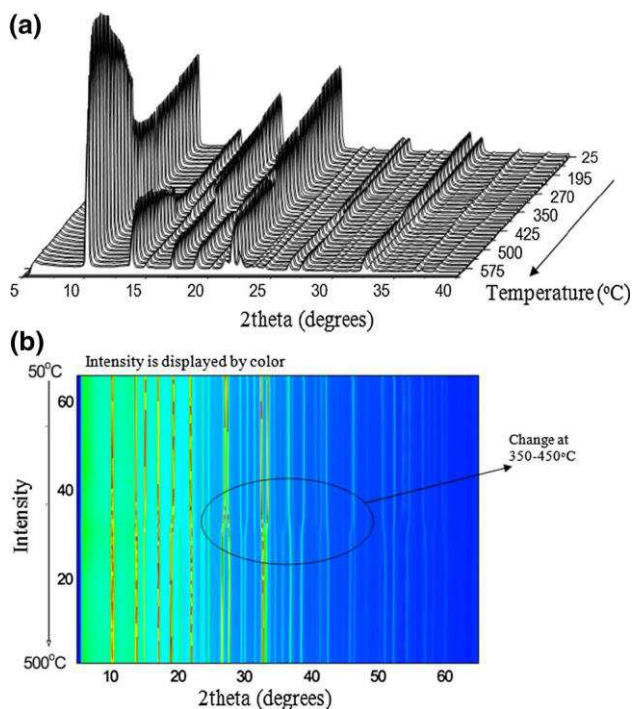 (a)
25
195
270
350
425
500
575
5
10
15
20
25
30
35
40
Temperature (°C)
2theta (degrees)
(b)
Intensity is displayed by color
50°C
60
40
20
500°C
Intensity
Change at
350-450°C
10
20
30
40
50
60
2theta (degrees)